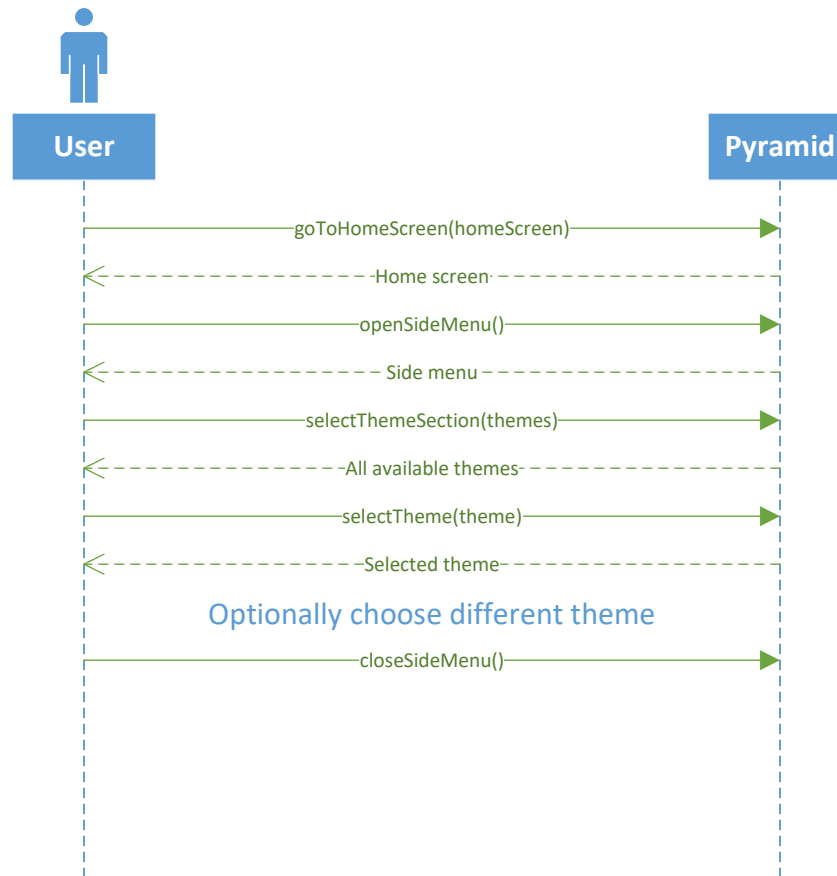 User
Pyramid
goToHomeScreen(homeScreen)
Home screen
openSideMenu()
Side menu
selectThemeSection(themes)
All available themes
selectTheme(theme)
Selected theme
Optionally choose different theme
closeSideMenu()